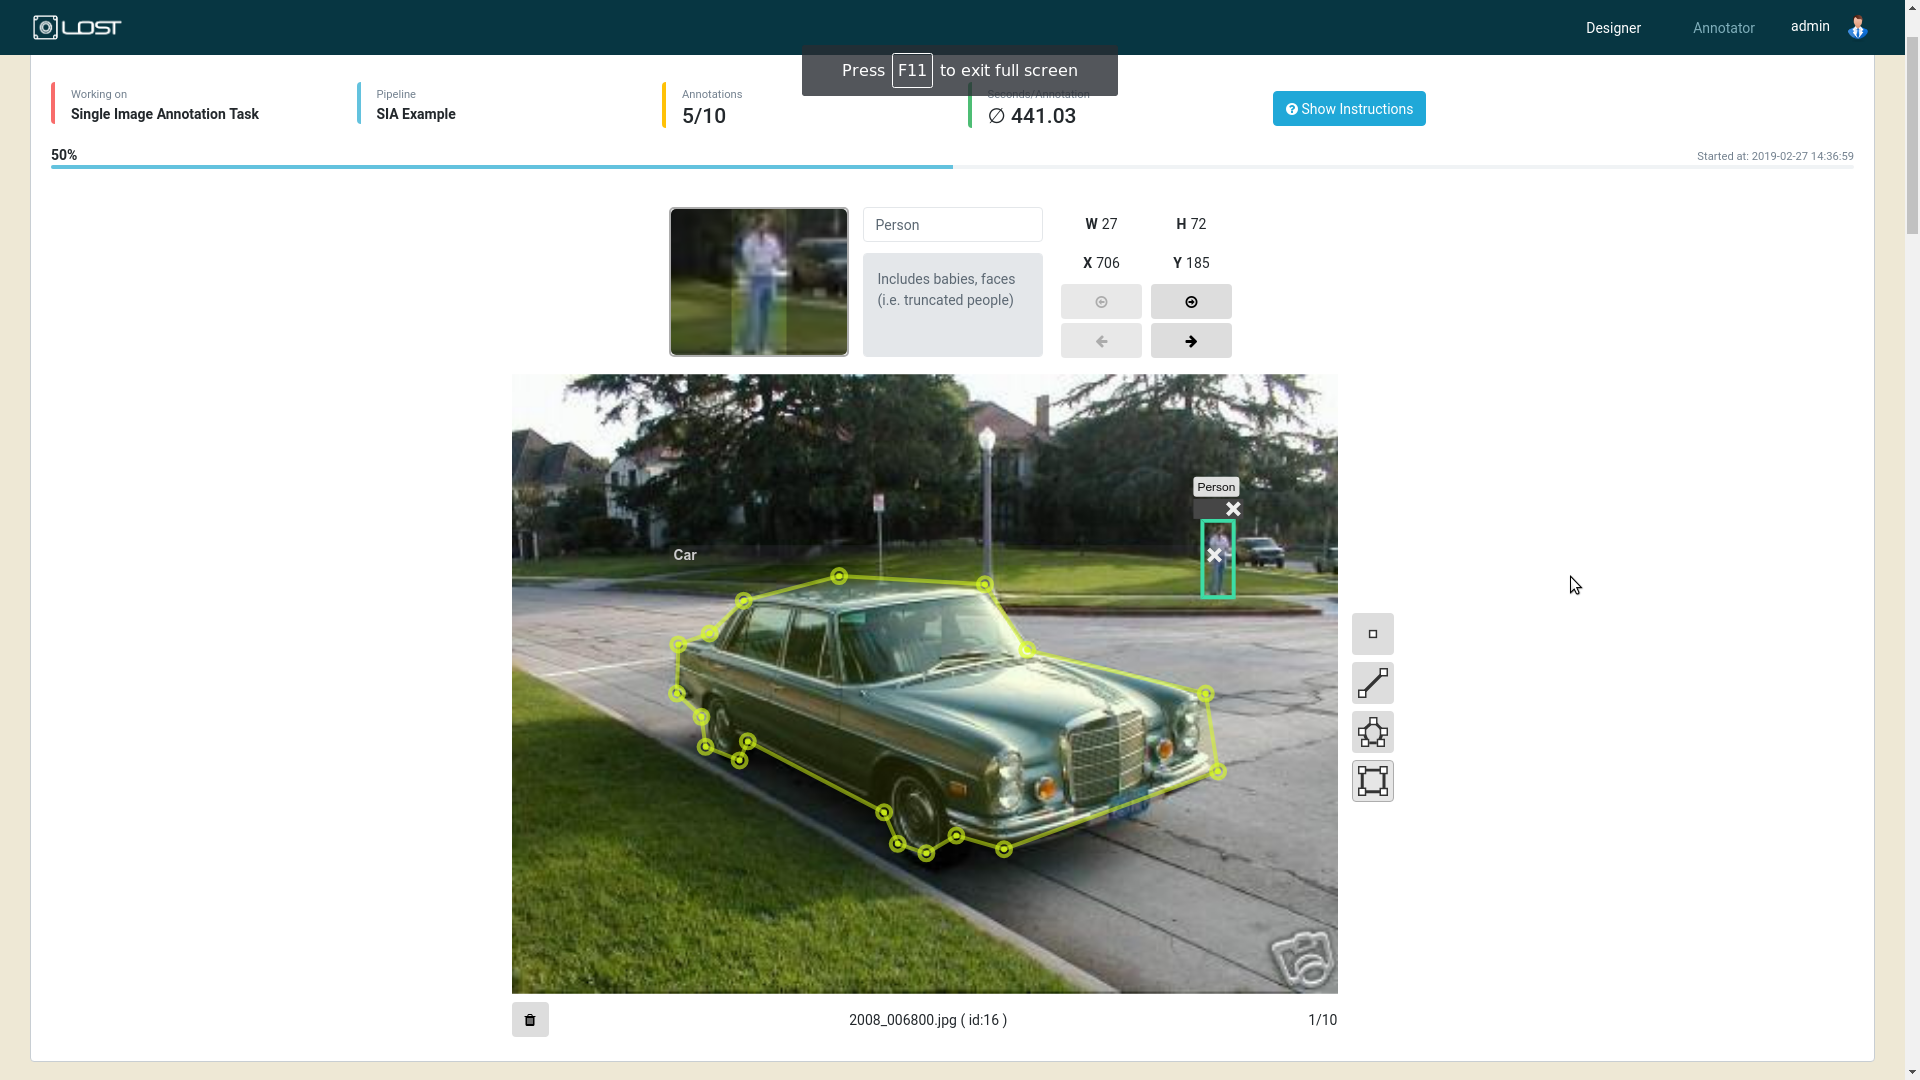 LOST
Designer
Annotator
admin
Press F11 to exit full screen
Working on
Single Image Annotation Task
Pipeline
SIA Example
Annotations
5/10
Seconds/Annotation
∅ 441.03
Show Instructions
50%
Started at: 2019-02-27 14:36:59
Person
Includes babies, faces
(i.e. truncated people)
W 27
H 72
X 706
Y 185
Person
Car
2008_006800.jpg ( id:16 )
1/10